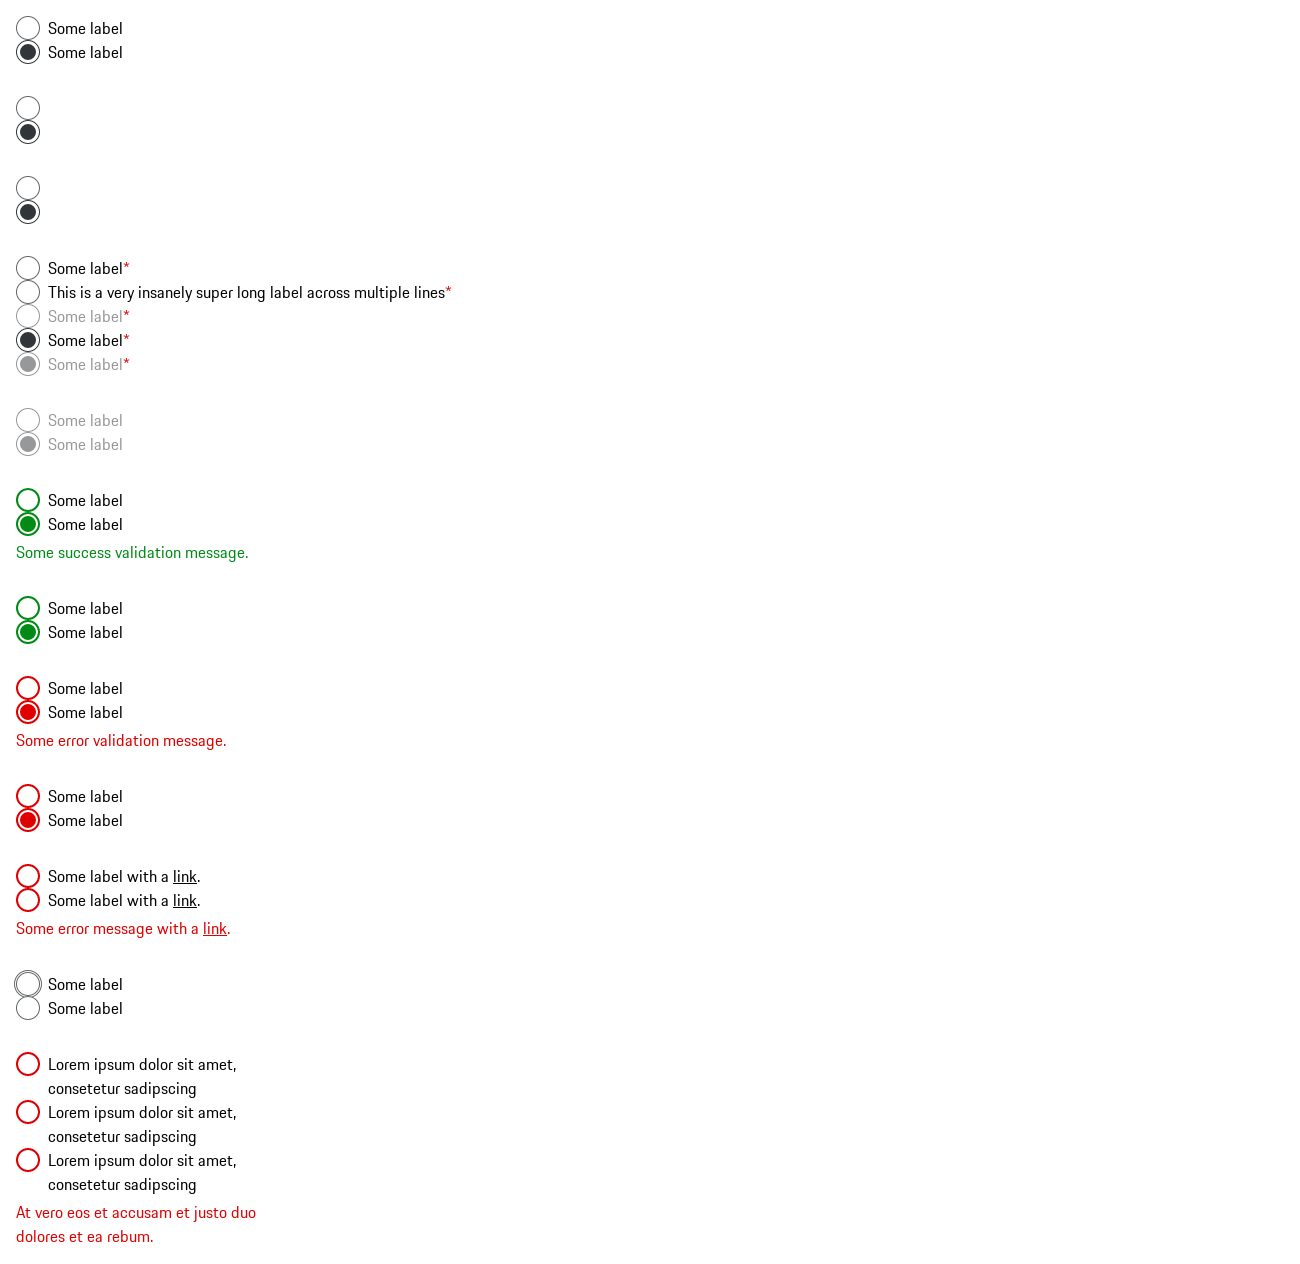 Some label
Some label
Some label*
This is a very insanely super long label across multiple lines*
Some label*
Some label*
Some label*
Some label
Some label
Some label
Some label
Some success validation message.
Some label
Some label
Some label
Some label
Some error validation message.
Some label
Some label
Some label with a link.
Some label with a link.
Some error message with a link.
Some label
Some label
Lorem ipsum dolor sit amet,
consetetur sadipscing
Lorem ipsum dolor sit amet,
consetetur sadipscing
Lorem ipsum dolor sit amet,
consetetur sadipscing
At vero eos et accusam et justo duo
dolores et ea rebum.